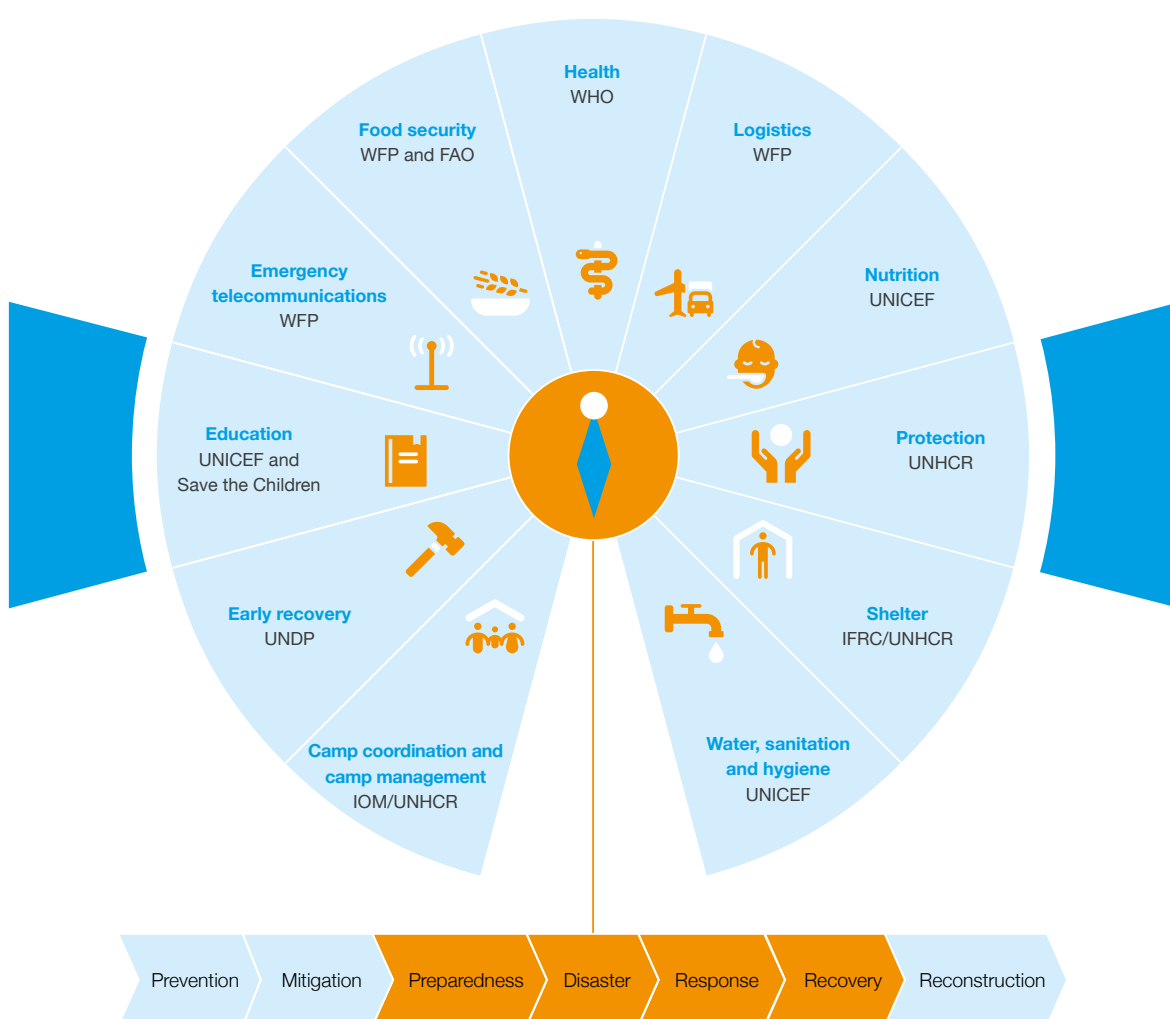 Health
WHO
Food security
WFP and FAO
Logistics
WFP
Emergency
telecommunications
WFP
Nutrition
UNICEF
Education
UNICEF and
Save the Children
Protection
UNHCR
Early recovery
UNDP
Shelter
IFRC/UNHCR
Camp coordination and
camp management
IOM/UNHCR
Water, sanitation
and hygiene
UNICEF
Prevention
Mitigation
Preparedness
Disaster
Response
Recovery
Reconstruction